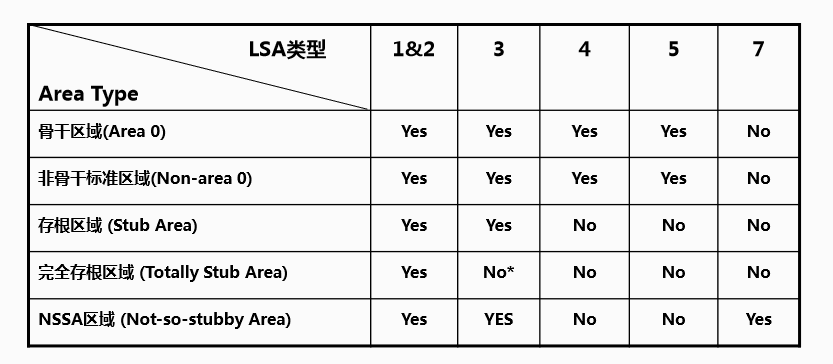 LSA类型 1&2 3 4 5 7
Area Type
骨干区域(Area 0) Yes Yes Yes Yes No
非骨干标准区域(Non-area 0) Yes Yes Yes Yes No
存根区域 (Stub Area) Yes Yes No No No
完全存根区域 (Totally Stub Area) Yes No* No No No
NSSA区域 (Not-so-stubby Area) Yes YES No No Yes